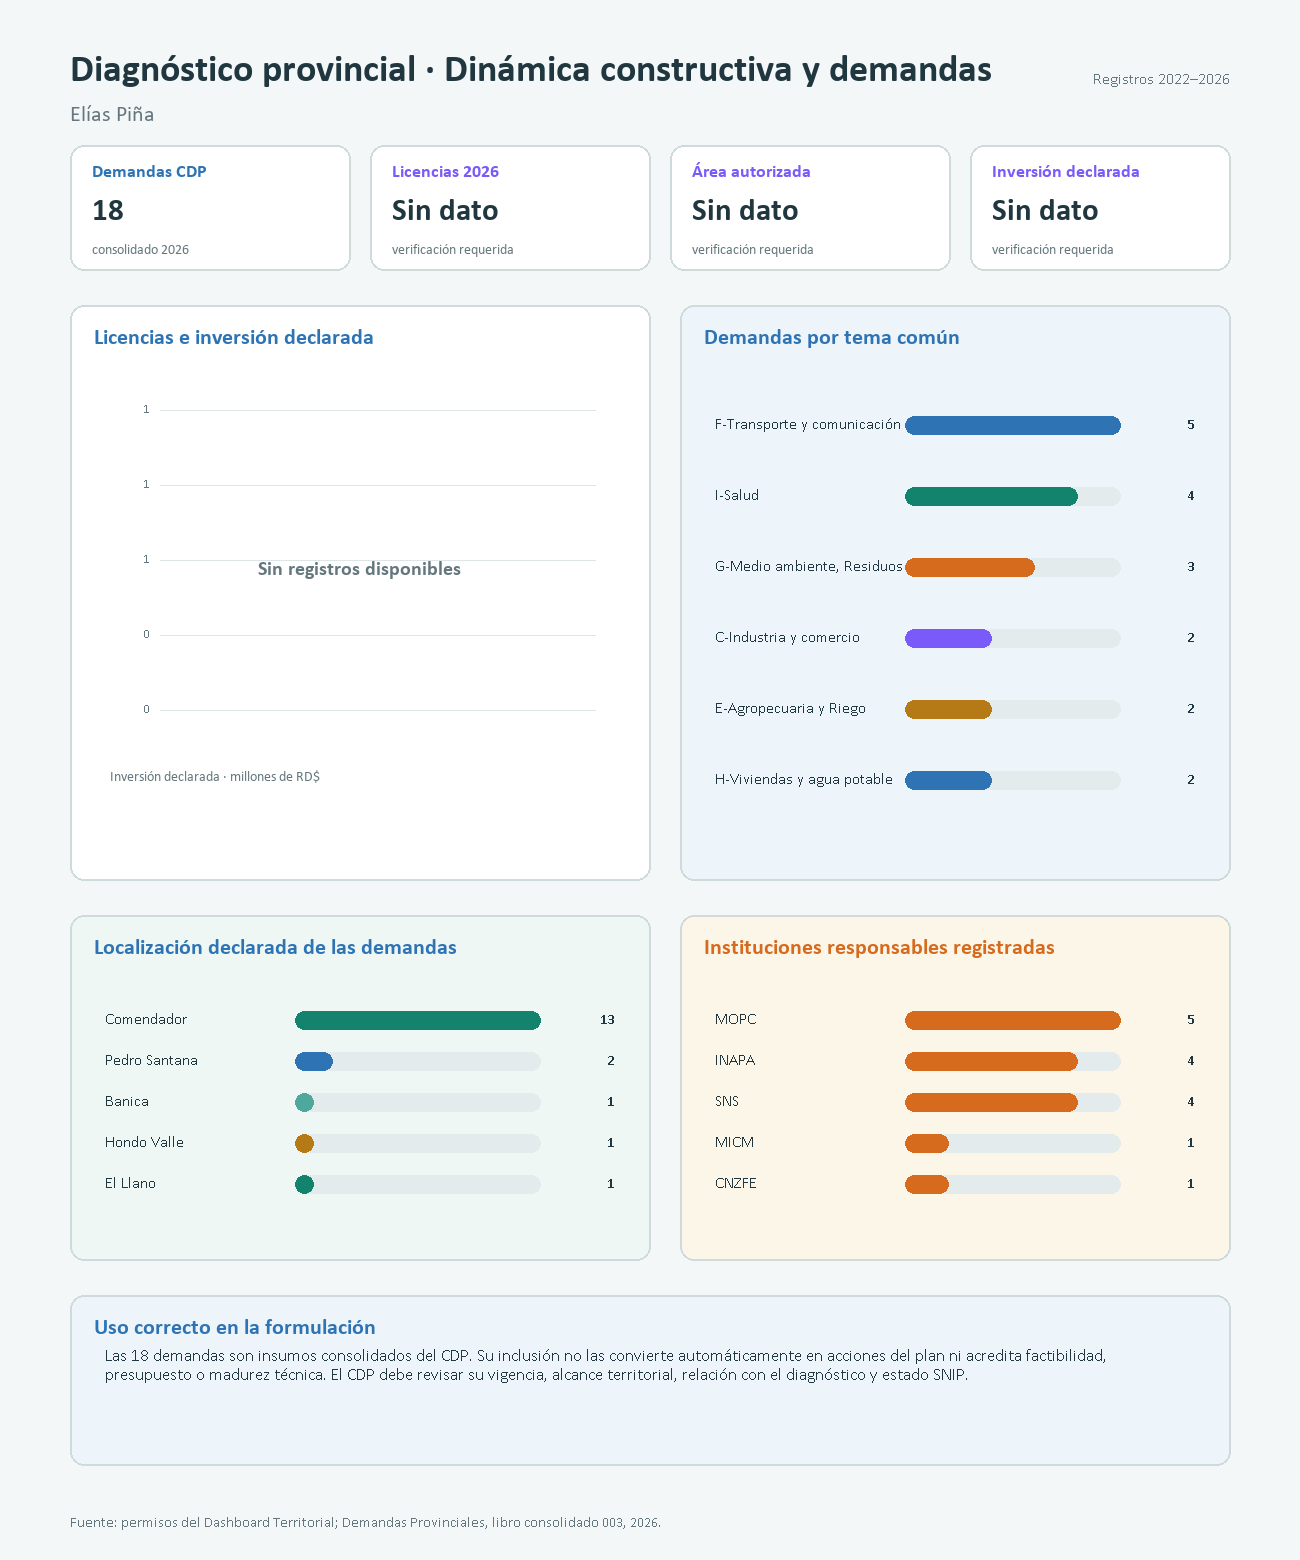 Diagnóstico provincial · Dinámica constructiva y demandas
Registros 2022–2026
Elías Piña
Demandas CDP
18
consolidado 2026
Licencias 2026
Sin dato
verificación requerida
Área autorizada
Sin dato
verificación requerida
Inversión declarada
Sin dato
verificación requerida
Licencias e inversión declarada
1
1
1
Sin registros disponibles
0
0
Inversión declarada · millones de RD$
Demandas por tema común
F-Transporte y comunicación 5
I-Salud 4
G-Medio ambiente, Residuos 3
C-Industria y comercio 2
E-Agropecuaria y Riego 2
H-Viviendas y agua potable 2
Localización declarada de las demandas
Comendador 13
Pedro Santana 2
Banica 1
Hondo Valle 1
El Llano 1
Instituciones responsables registradas
MOPC 5
INAPA 4
SNS 4
MICM 1
CNZFE 1
Uso correcto en la formulación
Las 18 demandas son insumos consolidados del CDP. Su inclusión no las convierte automáticamente en acciones del plan ni acredita factibilidad,
presupuesto o madurez técnica. El CDP debe revisar su vigencia, alcance territorial, relación con el diagnóstico y estado SNIP.
Fuente: permisos del Dashboard Territorial; Demandas Provinciales, libro consolidado 003, 2026.